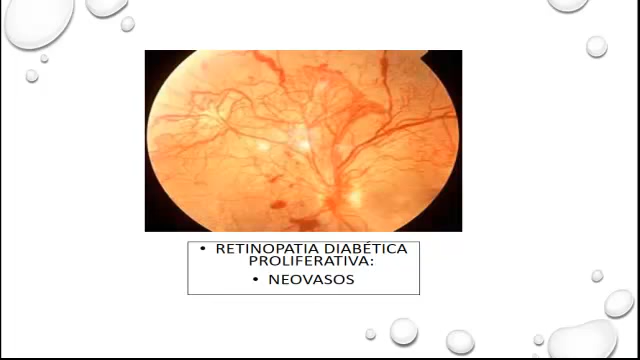 • RETINOPATIA DIABÉTICA
PROLIFERATIVA:
• NEOVASOS